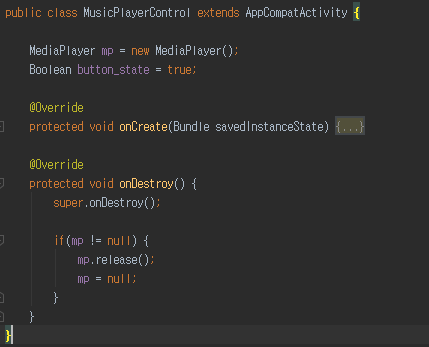 public class MusicPlayerControl extends AppCompatActivity {
MediaPlayer mp = new MediaPlayer();
Boolean button_state = true;
@Override
protected void onCreate(Bundle savedInstanceState) {...}
@Override
protected void onDestroy() {
super.onDestroy();
if(mp != null) {
mp.release();
mp = null;
}
}
}